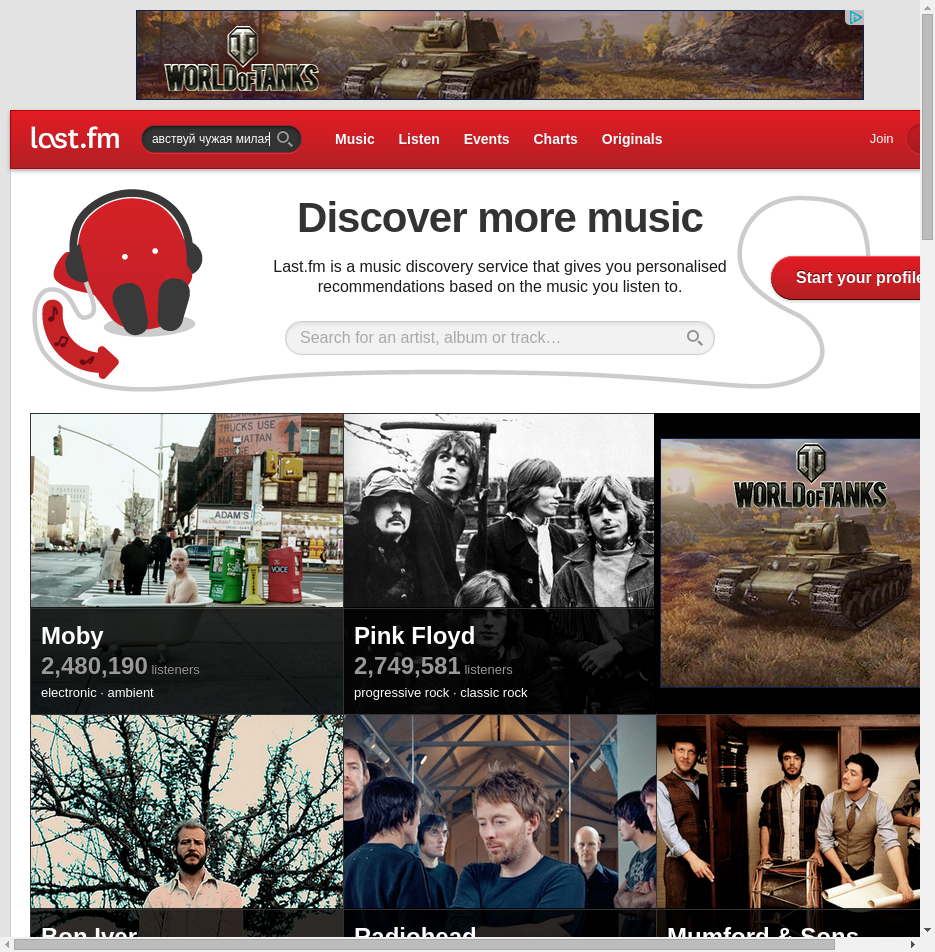 WORLD OF TANKS
last.fm
авствуй чужая милая
Music
Listen
Events
Charts
Originals
Join
Discover more music
Last.fm is a music discovery service that gives you personalised
recommendations based on the music you listen to.
Start your profile
Search for an artist, album or track…
TRUCKS USE
MANHATTAN
ADAM'S
VOICE
Moby
2,480,190 listeners
electronic · ambient
Pink Floyd
2,749,581 listeners
progressive rock · classic rock
WORLD OF TANKS
Bon Iver
Radiohead
Mumford & Sons